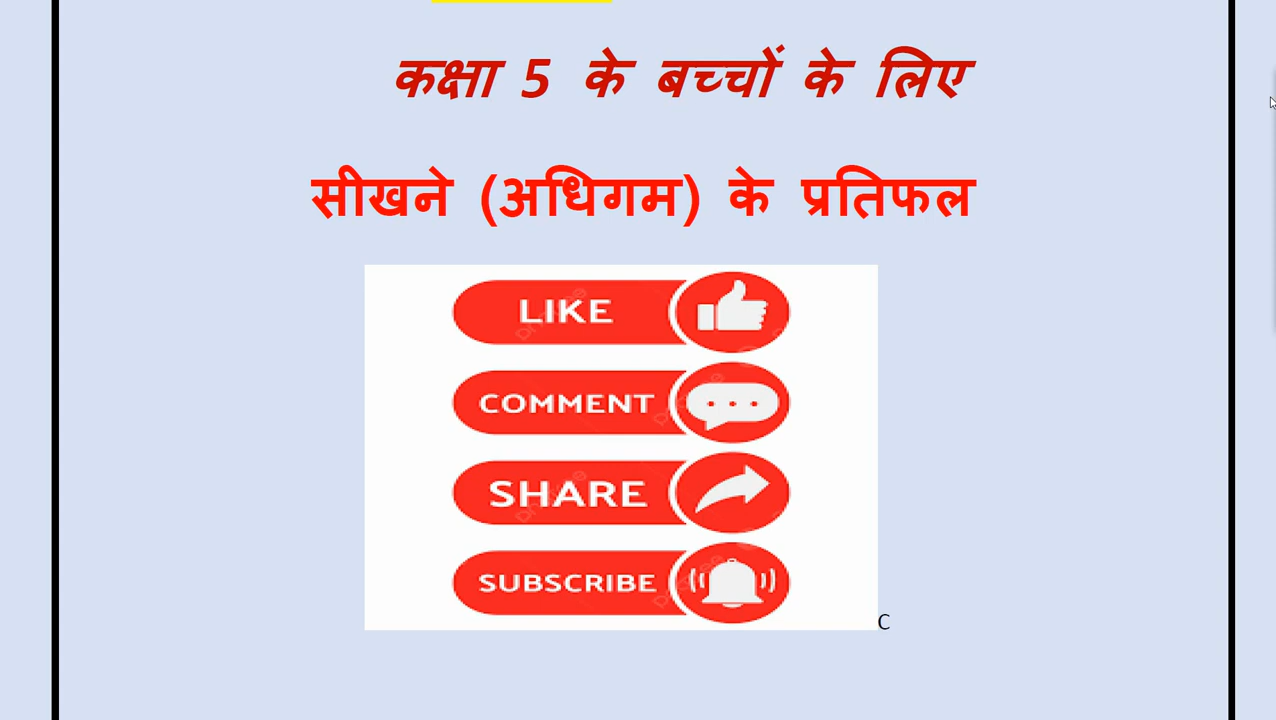 कक्षा 5 के बच्चों के लिए
सीखने (अधिगम) के प्रतिफल
LIKE
COMMENT
SHARE
SUBSCRIBE
C